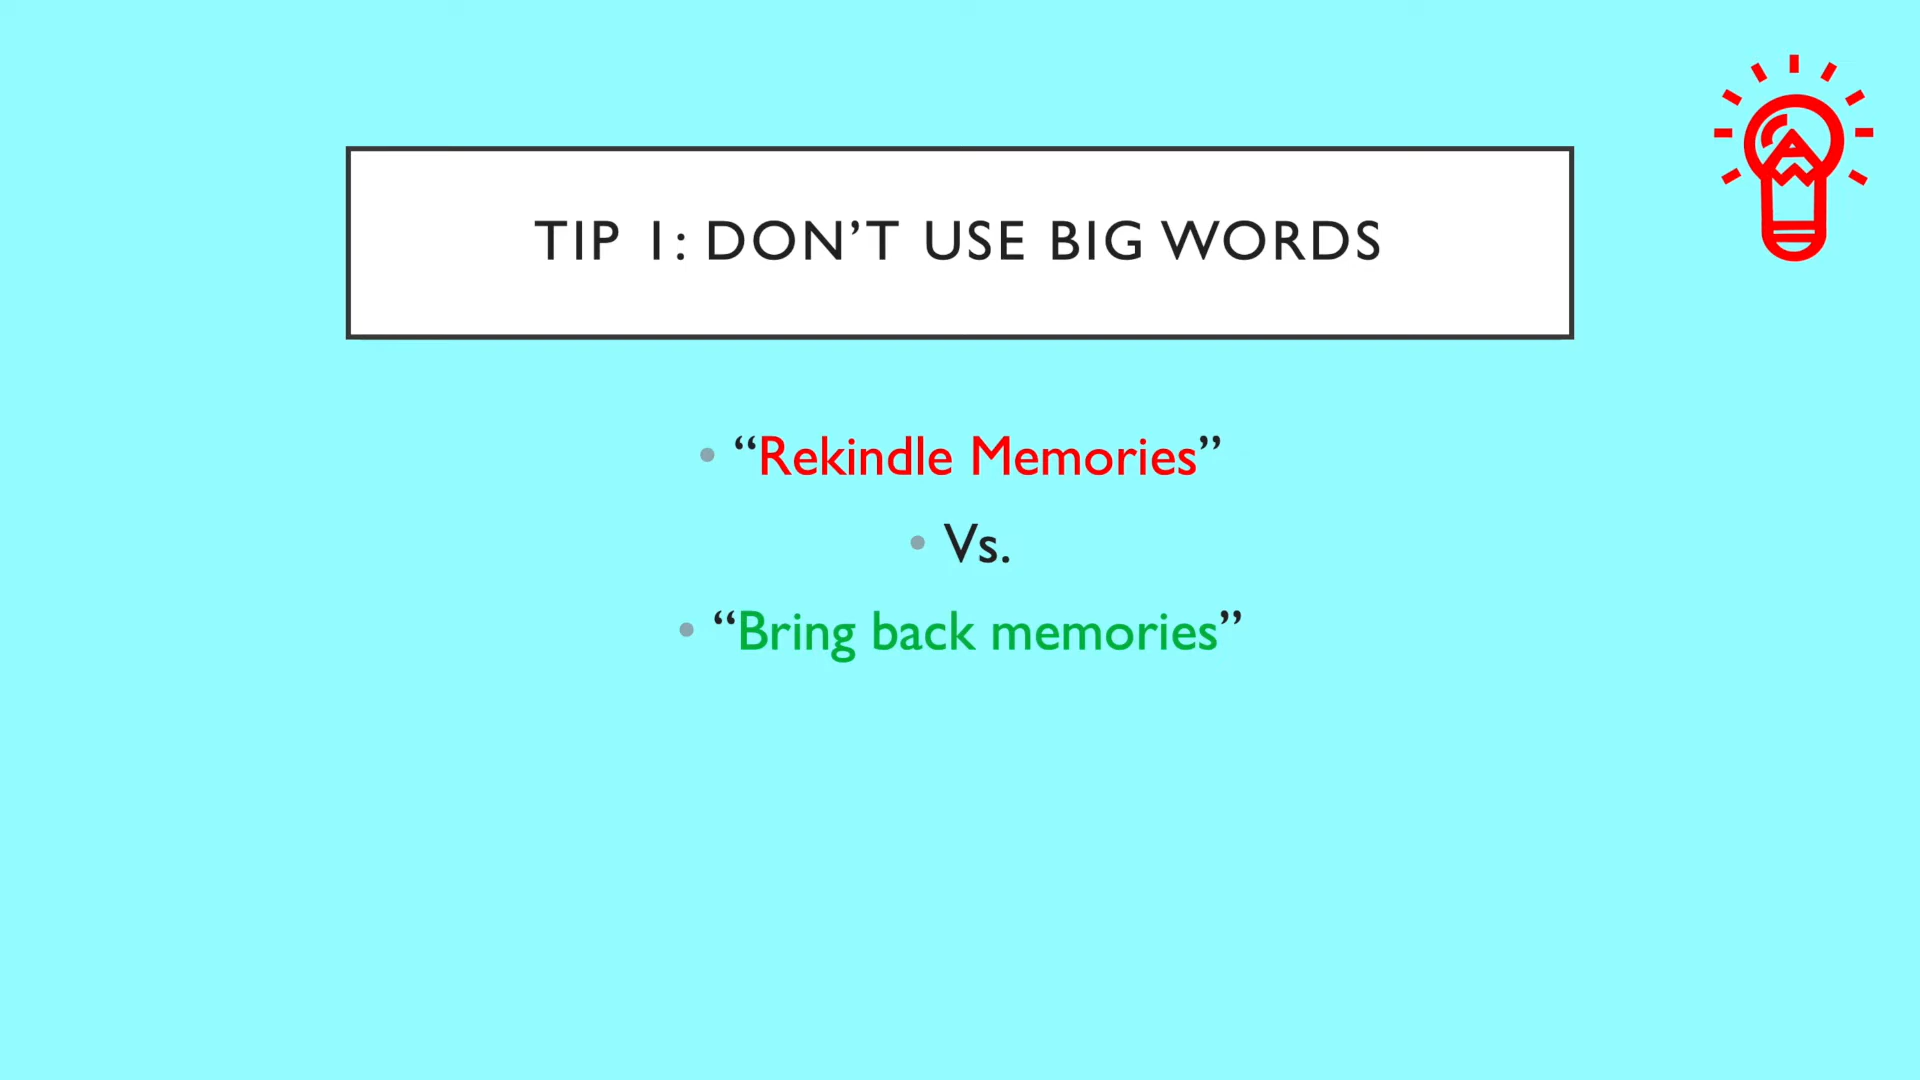 TIP 1: DON’T USE BIG WORDS
• “Rekindle Memories”
• Vs.
• “Bring back memories”